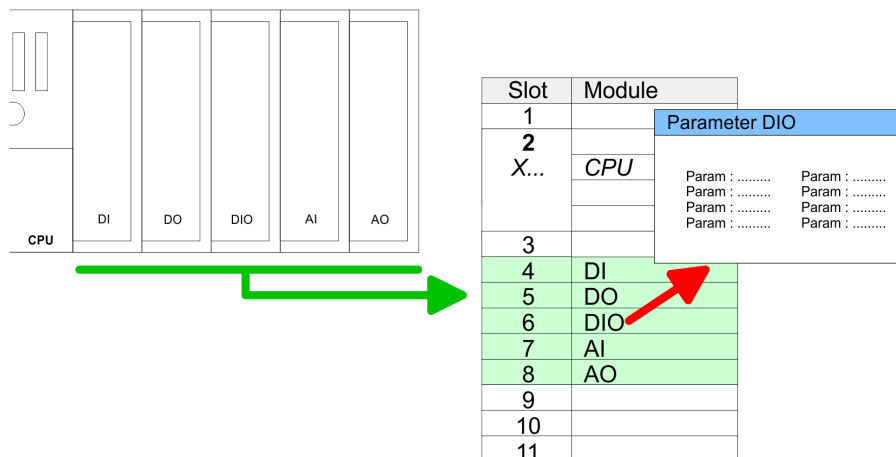 DI DO DIO AI AO
CPU
Slot Module
1
2
X... CPU
3
4 DI
5 DO
6 DIO
7 AI
8 AO
9
10
11
Parameter DIO
Param : ......... Param : .........
Param : ......... Param : .........
Param : ......... Param : .........
Param : ......... Param : .........